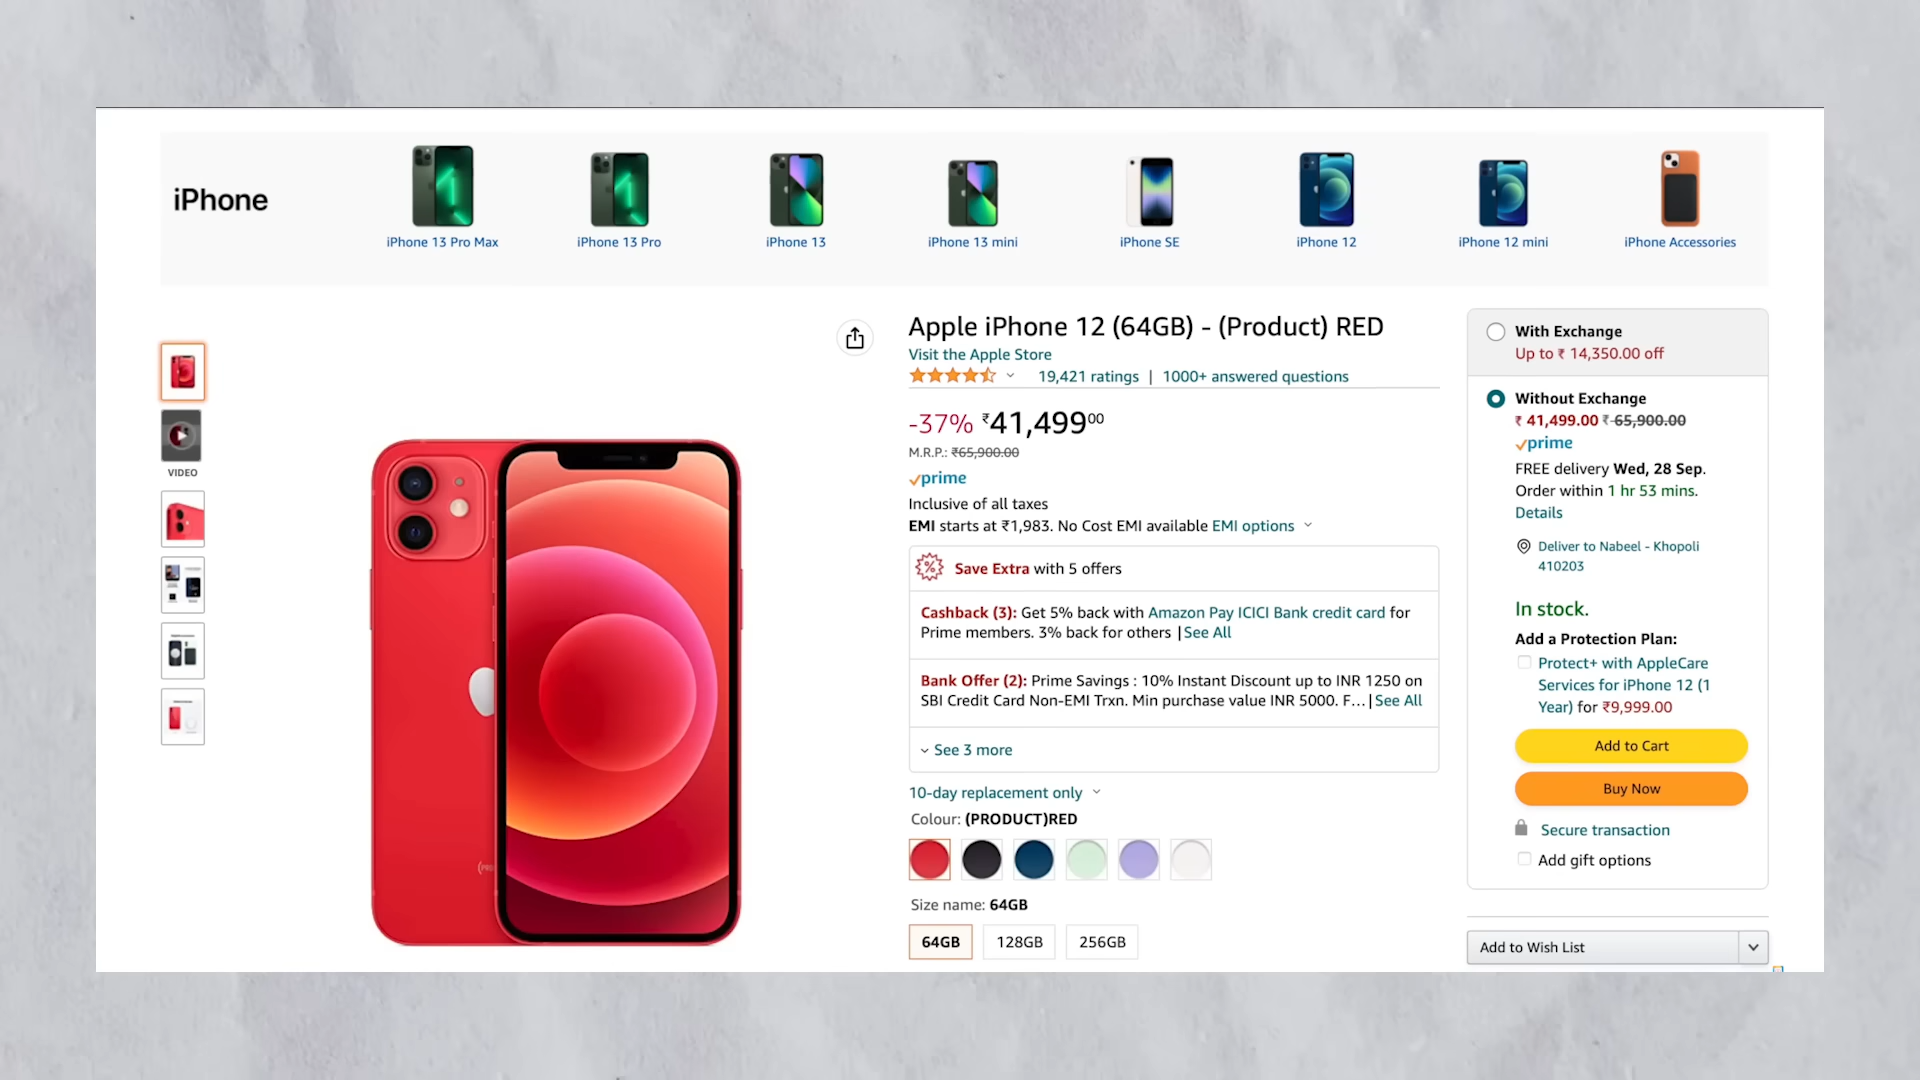 iPhone
iPhone 13 Pro Max
iPhone 13 Pro
iPhone 13
iPhone 13 mini
iPhone SE
iPhone 12
iPhone 12 mini
iPhone Accessories
VIDEO
Apple iPhone 12 (64GB) - (Product) RED
Visit the Apple Store
19,421 ratings | 1000+ answered questions
-37% ₹41,499.00
M.R.P.: ₹65,900.00
prime
Inclusive of all taxes
EMI starts at ₹1,983. No Cost EMI available EMI options
Save Extra with 5 offers
Cashback (3): Get 5% back with Amazon Pay ICICI Bank credit card for
Prime members. 3% back for others | See All
Bank Offer (2): Prime Savings : 10% Instant Discount up to INR 1250 on
SBI Credit Card Non-EMI Trxn. Min purchase value INR 5000. F... | See All
See 3 more
10-day replacement only
Colour: (PRODUCT)RED
Size name: 64GB
64GB
128GB
256GB
With Exchange
Up to ₹ 14,350.00 off
Without Exchange
₹ 41,499.00 ₹ 65,900.00
prime
FREE delivery Wed, 28 Sep.
Order within 1 hr 53 mins.
Details
Deliver to Nabeel - Khopoli
410203
In stock.
Add a Protection Plan:
Protect+ with AppleCare
Services for iPhone 12 (1
Year) for ₹9,999.00
Add to Cart
Buy Now
Secure transaction
Add gift options
Add to Wish List